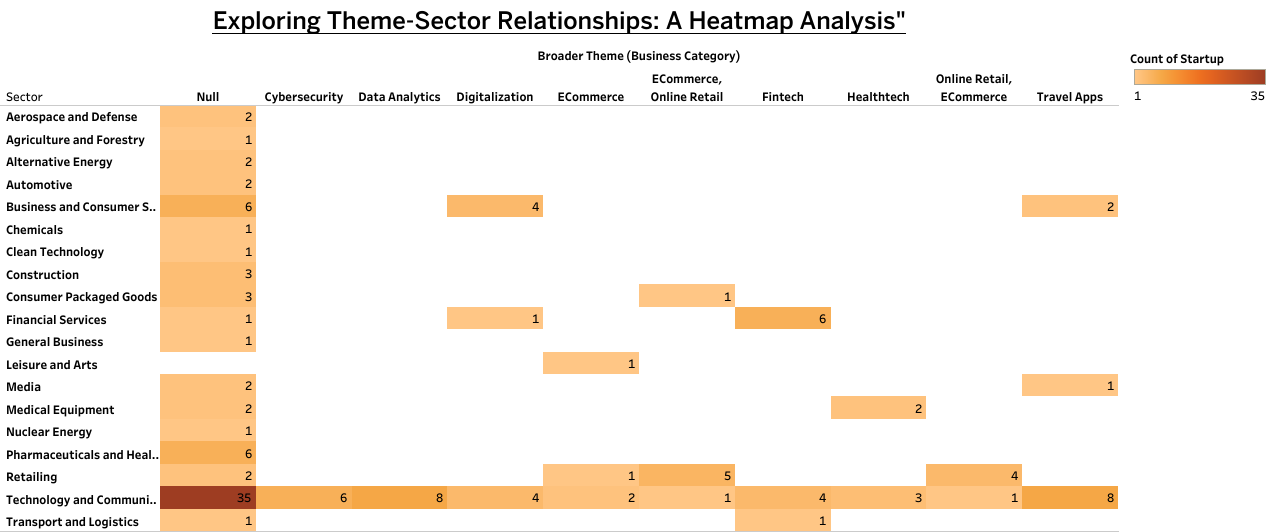 Exploring Theme-Sector Relationships: A Heatmap Analysis"
Broader Theme (Business Category)
Count of Startup
1 35
ECommerce, Online Retail,
Sector Null Cybersecurity Data Analytics Digitalization ECommerce Online Retail Fintech Healthtech ECommerce Travel Apps
Aerospace and Defense 2
Agriculture and Forestry 1
Alternative Energy 2
Automotive 2
Business and Consumer S.. 6 4 2
Chemicals 1
Clean Technology 1
Construction 3
Consumer Packaged Goods 3 1
Financial Services 1 1 6
General Business 1
Leisure and Arts 1
Media 2 1
Medical Equipment 2 2
Nuclear Energy 1
Pharmaceuticals and Heal.. 6
Retailing 2 1 5 4
Technology and Communi.. 35 6 8 4 2 1 4 3 1 8
Transport and Logistics 1 1